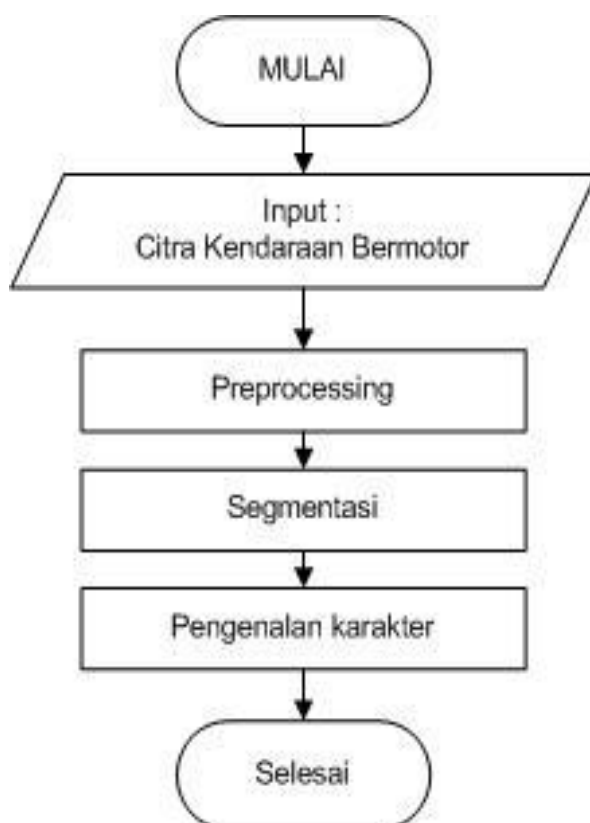 MULAI
Input :
Citra Kendaraan Bermotor
Preprocessing
Segmentasi
Pengenalan karakter
Selesai